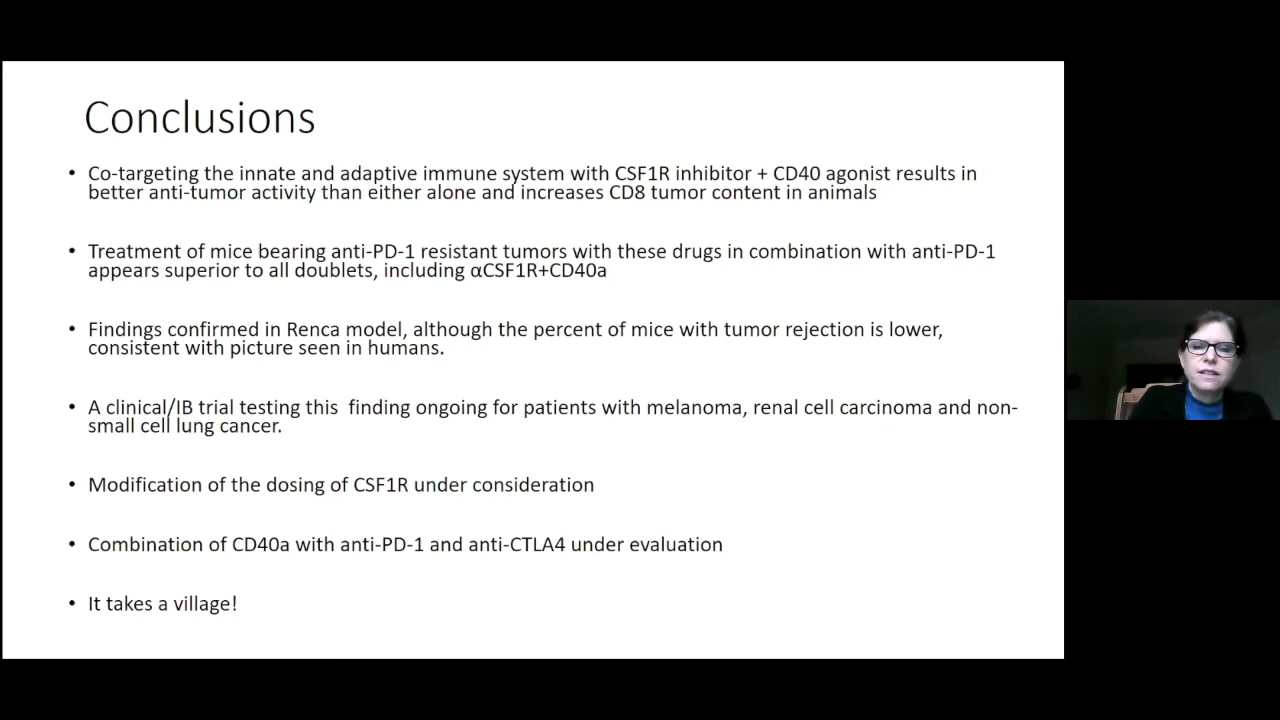 Conclusions
• Co-targeting the innate and adaptive immune system with CSF1R inhibitor + CD40 agonist results in
better anti-tumor activity than either alone and increases CD8 tumor content in animals
• Treatment of mice bearing anti-PD-1 resistant tumors with these drugs in combination with anti-PD-1
appears superior to all doublets, including αCSF1R+CD40a
• Findings confirmed in Renca model, although the percent of mice with tumor rejection is lower,
consistent with picture seen in humans.
• A clinical/IB trial testing this  finding ongoing for patients with melanoma, renal cell carcinoma and non-
small cell lung cancer.
• Modification of the dosing of CSF1R under consideration
• Combination of CD40a with anti-PD-1 and anti-CTLA4 under evaluation
• It takes a village!